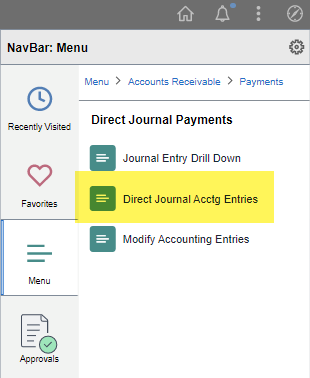 NavBar: Menu
Recently Visited
Favorites
Menu
Approvals
Menu > Accounts Receivable > Payments
Direct Journal Payments
Journal Entry Drill Down
Direct Journal Acctg Entries
Modify Accounting Entries